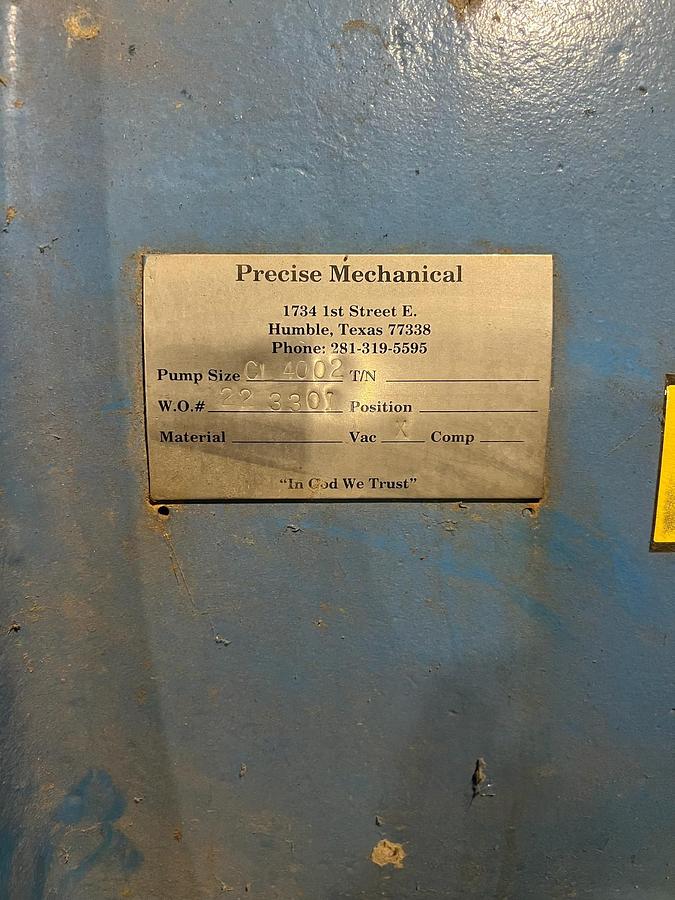 Precise Mechanical
1734 1st Street E.
Humble, Texas 77338
Phone: 281-319-5595
Pump Size CL 4002 T/N
W.O.# 22 3301 Position
Material Vac X Comp
“In God We Trust”